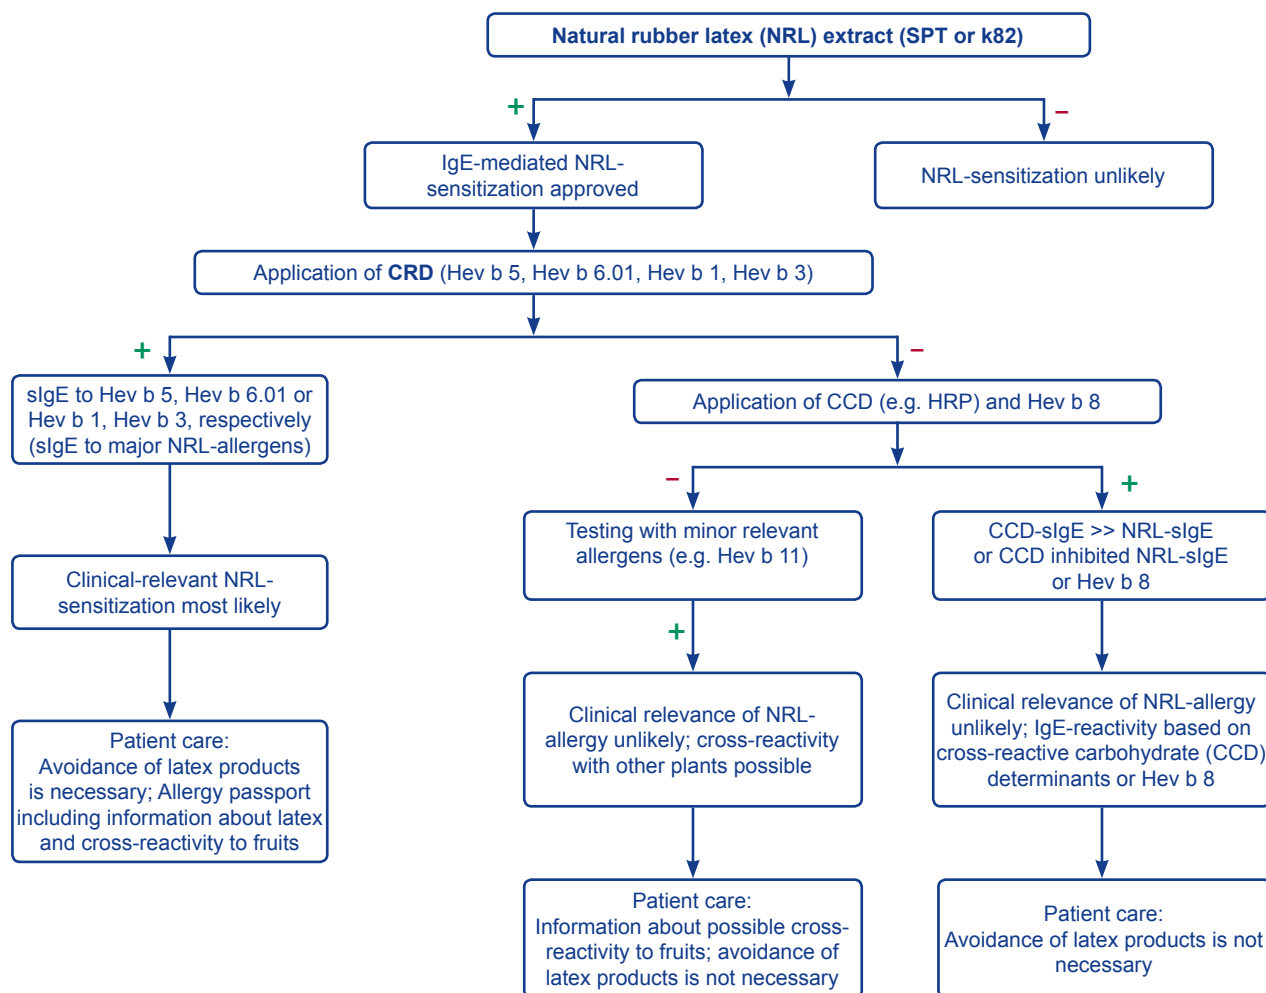 Natural rubber latex (NRL) extract (SPT or k82)
+
−
IgE-mediated NRL-
sensitization approved
NRL-sensitization unlikely
Application of CRD (Hev b 5, Hev b 6.01, Hev b 1, Hev b 3)
+
−
sIgE to Hev b 5, Hev b 6.01 or
Hev b 1, Hev b 3, respectively
(sIgE to major NRL-allergens)
Application of CCD (e.g. HRP) and Hev b 8
−
+
Testing with minor relevant
allergens (e.g. Hev b 11)
CCD-sIgE >> NRL-sIgE
or CCD inhibited NRL-sIgE
or Hev b 8
Clinical-relevant NRL-
sensitization most likely
+
Clinical relevance of NRL-
allergy unlikely; cross-reactivity
with other plants possible
Clinical relevance of NRL-allergy
unlikely; IgE-reactivity based on
cross-reactive carbohydrate (CCD)
determinants or Hev b 8
Patient care:
Avoidance of latex products
is necessary; Allergy passport
including information about latex
and cross-reactivity to fruits
Patient care:
Information about possible cross-
reactivity to fruits; avoidance of
latex products is not necessary
Patient care:
Avoidance of latex products is not
necessary